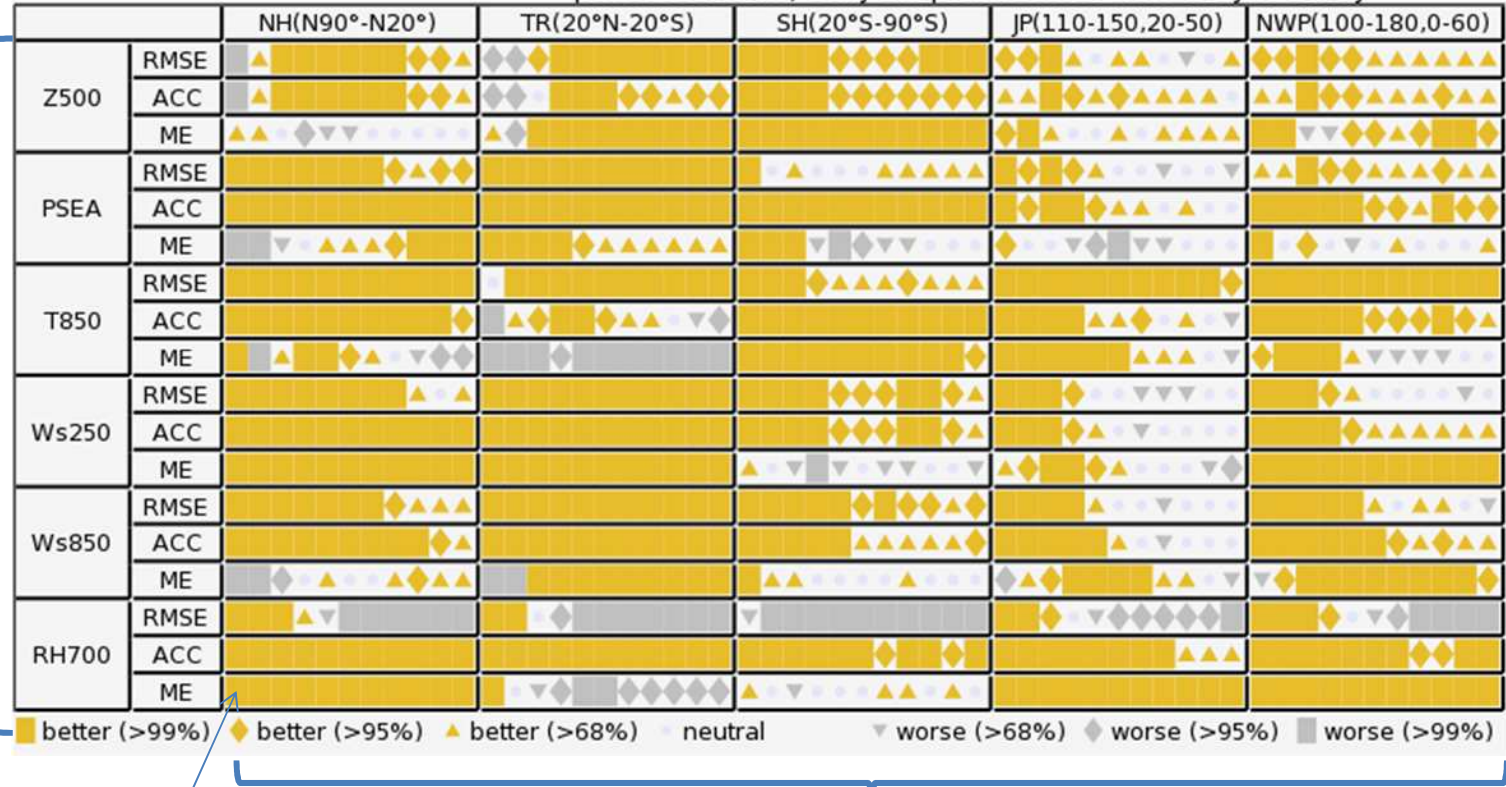 NH(N90°-N20°) TR(20°N-20°S) SH(20°S-90°S) JP(110-150,20-50) NWP(100-180,0-60)
RMSE
Z500 ACC
ME
RMSE
PSEA ACC
ME
RMSE
T850 ACC
ME
RMSE
Ws250 ACC
ME
RMSE
Ws850 ACC
ME
RMSE
RH700 ACC
ME
better (>99%) better (>95%) better (>68%) neutral worse (>68%) worse (>95%) worse (>99%)